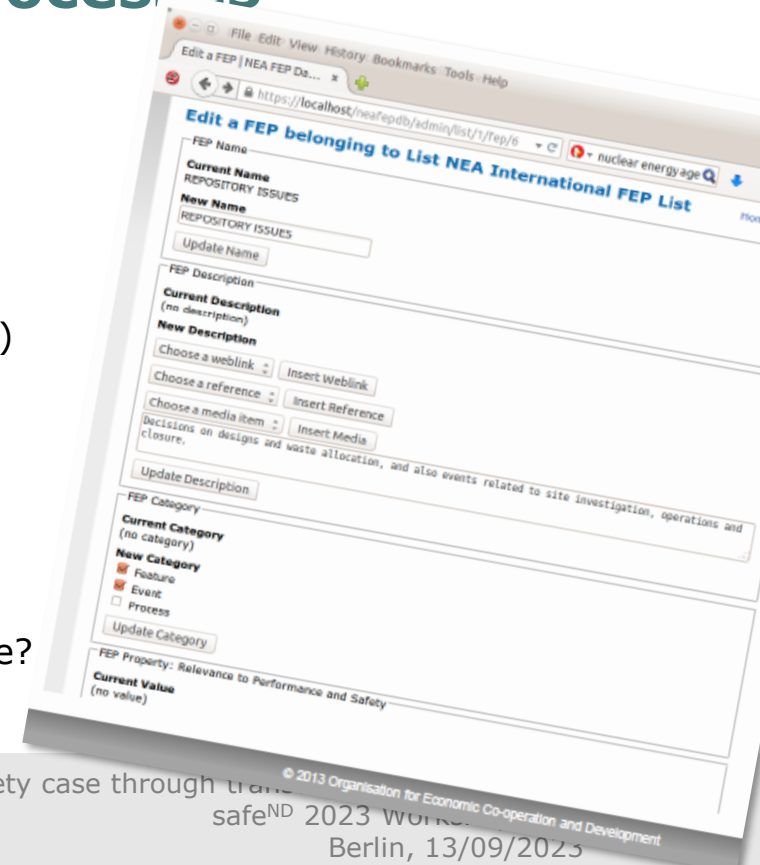 File Edit View History Bookmarks Tools Help
Edit a FEP | NEA FEP Da... ×
https://localhost/neafepdb/admin/list/1/fep/6 nuclear energy age
Edit a FEP belonging to List NEA International FEP List
FEP Name
Current Name
REPOSITORY ISSUES
New Name
REPOSITORY ISSUES
Update Name
FEP Description
Current Description
(no description)
)
New Description
Choose a weblink Insert Weblink
Choose a reference Insert Reference
Choose a media item Insert Media
Decisions on designs and waste allocation, and also events related to site investigation, operations and
closure.
Update Description
FEP Category
Current Category
(no category)
New Category
Feature
Event
Process
Update Category
e?
FEP Property: Relevance to Performance and Safety
Current Value
(no value)
© 2013 Organisation for Economic Co-operation and Development
ety case through
safeND 2023
Berlin, 13/09/2023